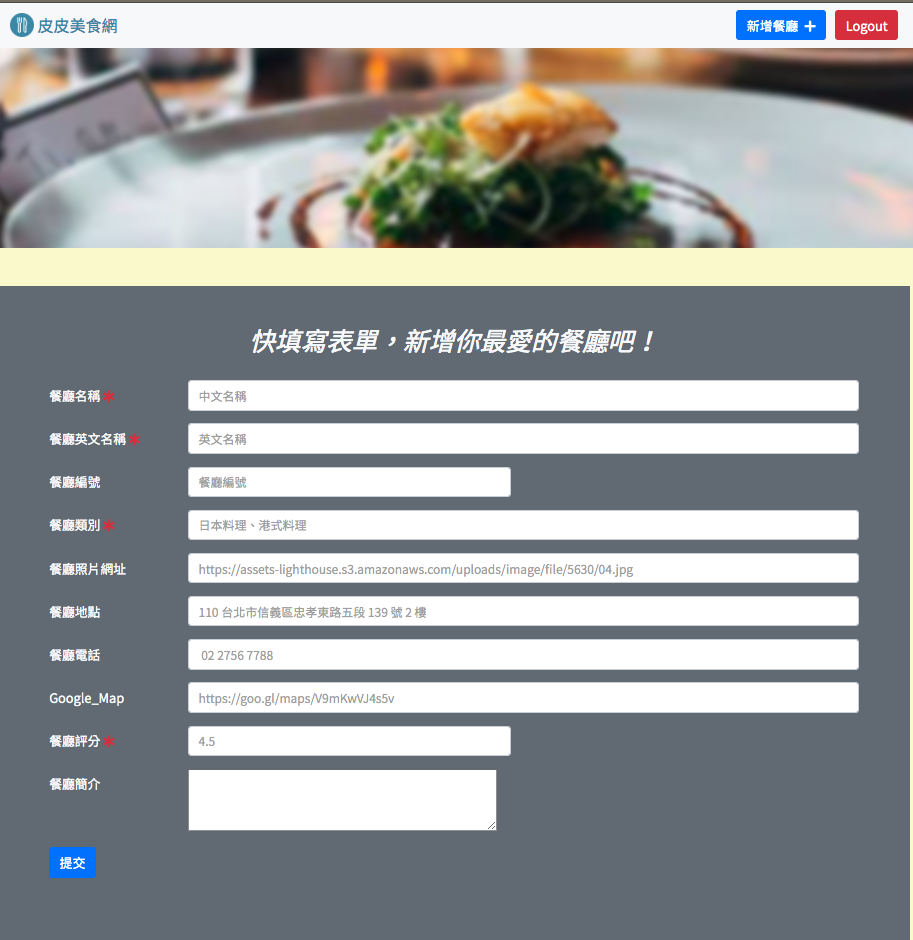 皮皮美食網
新增餐廳 +
Logout
快填寫表單，新增你最愛的餐廳吧！
餐廳名稱 * 中文名稱
餐廳英文名稱 * 英文名稱
餐廳編號 餐廳編號
餐廳類別 * 日本料理、港式料理
餐廳照片網址 https://assets-lighthouse.s3.amazonaws.com/uploads/image/file/5630/04.jpg
餐廳地點 110 台北市信義區忠孝東路五段 139 號 2 樓
餐廳電話 02 2756 7788
Google_Map https://goo.gl/maps/V9mKwVJ4s5v
餐廳評分 * 4.5
餐廳簡介
提交